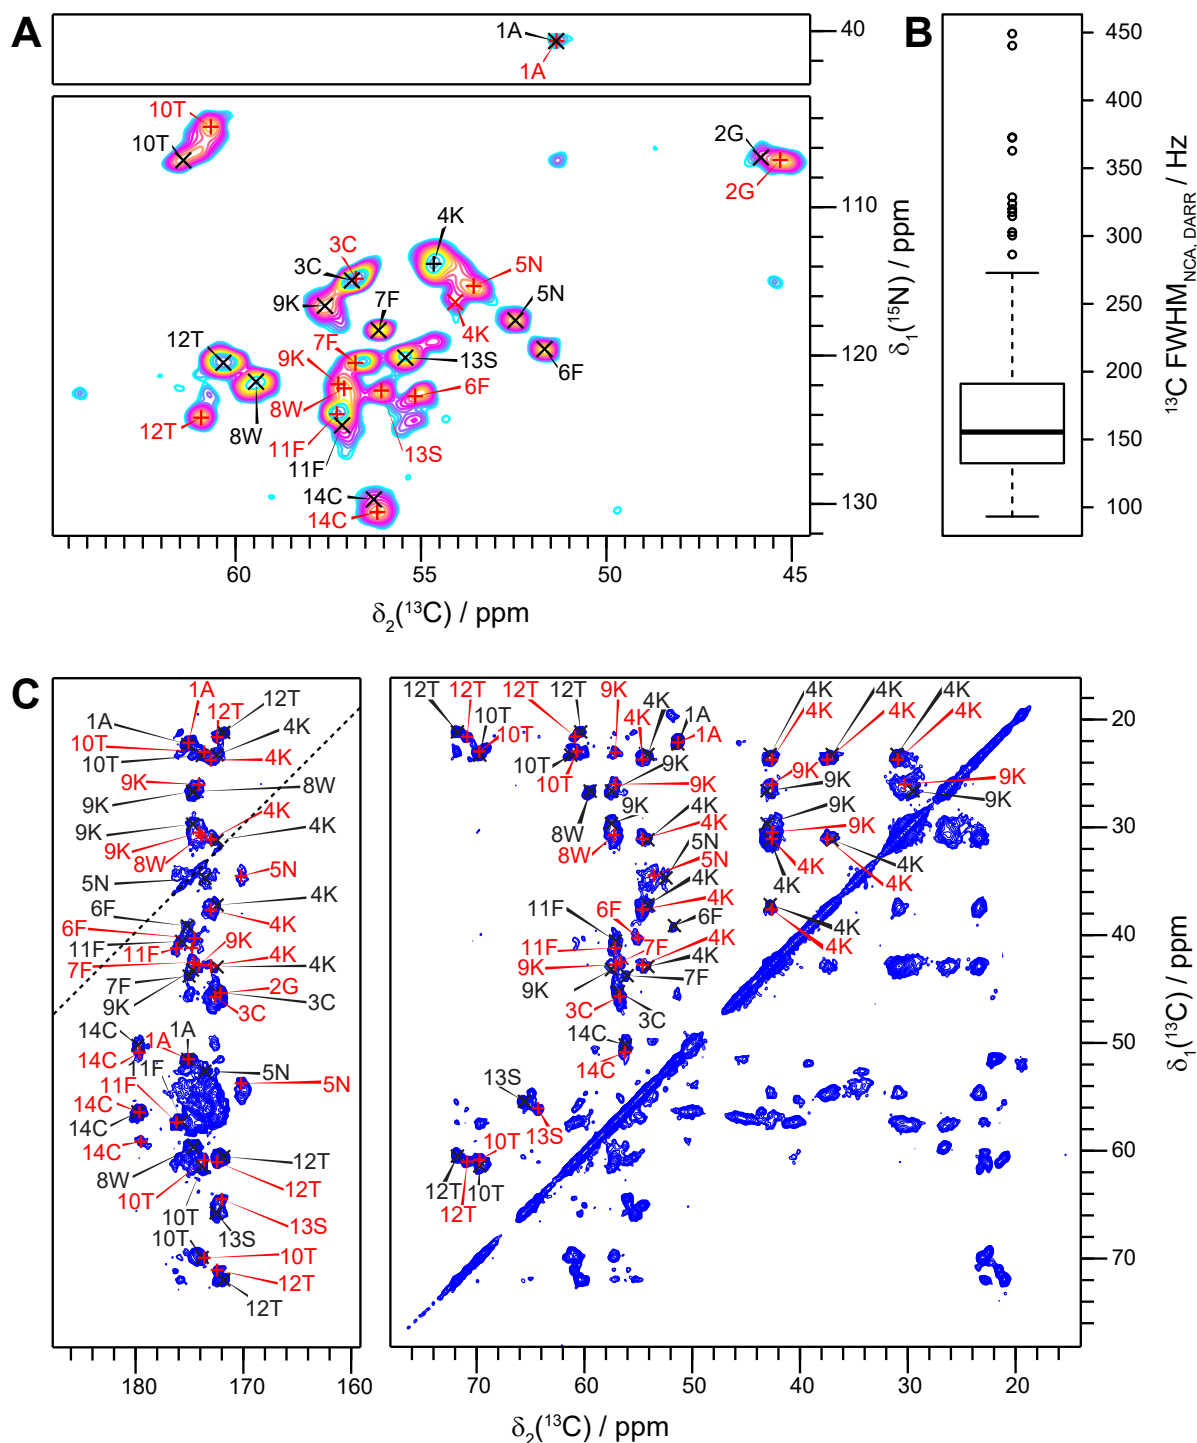 A
1A
1A
40
B
450
400
350
300
250
200
150
100
¹³C FWHM_NCA, DARR / Hz
10T
10T
2G
2G
110
4K
3C
3C
5N
9K
7F
4K
5N
12T
7F
13S
6F
120
9K
8W
6F
12T
8W
11F
11F
13S
14C
14C
130
δ₁(¹⁵N) / ppm
60
55
50
45
δ₂(¹³C) / ppm
C
1A
12T
12T
1A
4K
10T
10T
4K
9K
8W
9K
4K
9K
8W
4K
5N
5N
6F
4K
6F
4K
11F
11F
9K
7F
4K
7F
4K
9K
2G
3C
3C
14C
1A
1A
14C
11F
5N
5N
11F
14C
14C
14C
8W
12T
10T
12T
10T
13S
10T
13S
10T
12T
12T
180
170
160
12T
12T
12T
12T
9K
4K
4K
4K
4K
10T
10T
4K
1A
4K
4K
4K
10T
10T
1A
9K
9K
9K
9K
9K
8W
9K
4K
9K
9K
8W
4K
5N
4K
4K
5N
4K
4K
11F
6F
6F
4K
11F
7F
4K
4K
9K
4K
9K
7F
3C
3C
14C
14C
13S
13S
10T
12T
10T
12T
20
30
40
50
60
70
δ₁(¹³C) / ppm
70
60
50
40
30
20
δ₂(¹³C) / ppm